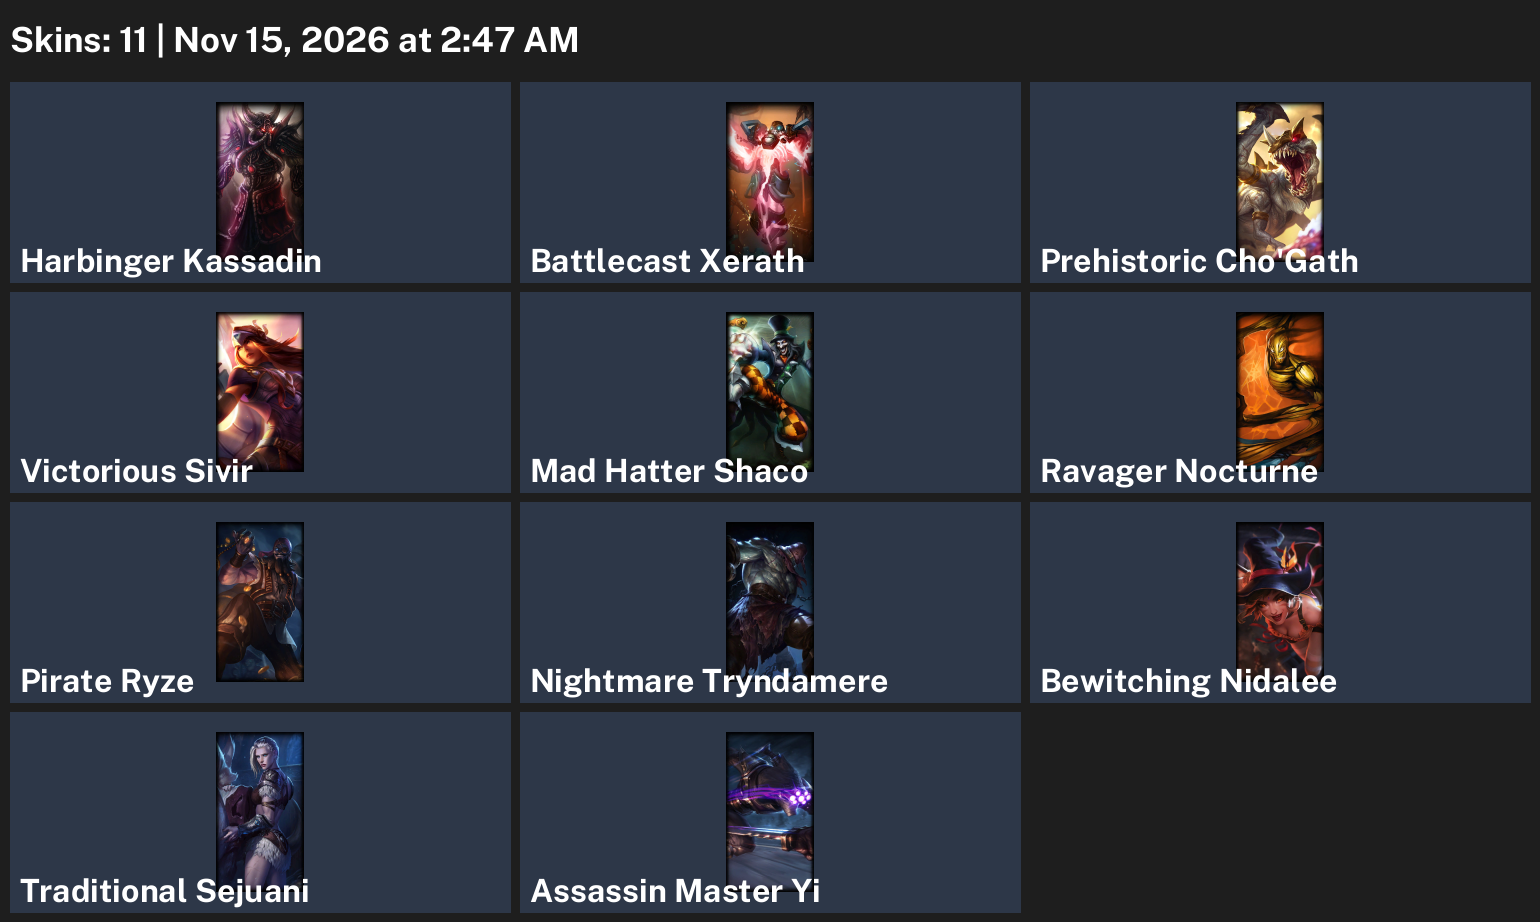 Skins: 11 | Nov 15, 2026 at 2:47 AM
Harbinger Kassadin
Battlecast Xerath
Prehistoric Cho'Gath
Victorious Sivir
Mad Hatter Shaco
Ravager Nocturne
Pirate Ryze
Nightmare Tryndamere
Bewitching Nidalee
Traditional Sejuani
Assassin Master Yi